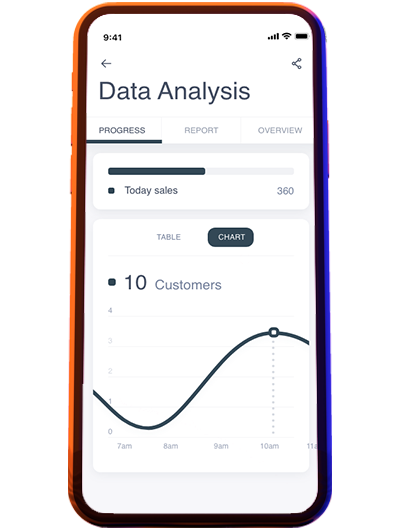 9:41
Data Analysis
PROGRESS REPORT OVERVIEW
Today sales 360
TABLE CHART
10 Customers
4
3
2
1
0
7am 8am 9am 10am 11a